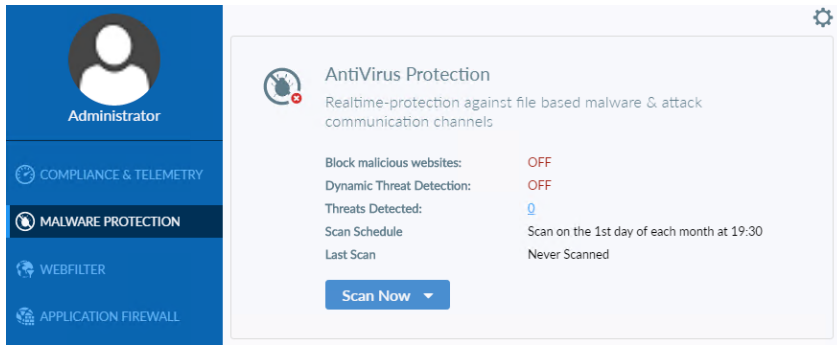 Administrator
COMPLIANCE & TELEMETRY
MALWARE PROTECTION
WEBFILTER
APPLICATION FIREWALL
AntiVirus Protection
Realtime-protection against file based malware & attack
communication channels
Block malicious websites: OFF
Dynamic Threat Detection: OFF
Threats Detected: 0
Scan Schedule Scan on the 1st day of each month at 19:30
Last Scan Never Scanned
Scan Now